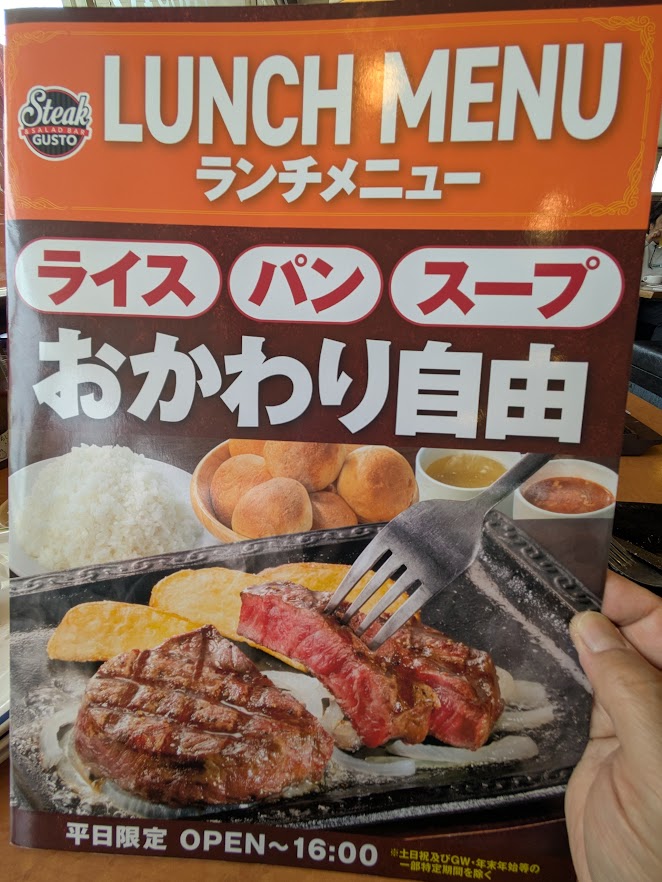 Steak
& SALAD BAR
GUSTO
LUNCH MENU
ランチメニュー
ライス パン スープ
おかわり自由
平日限定 OPEN〜16:00
※土日祝及びGW・年末年始等の
一部特定期間を除く